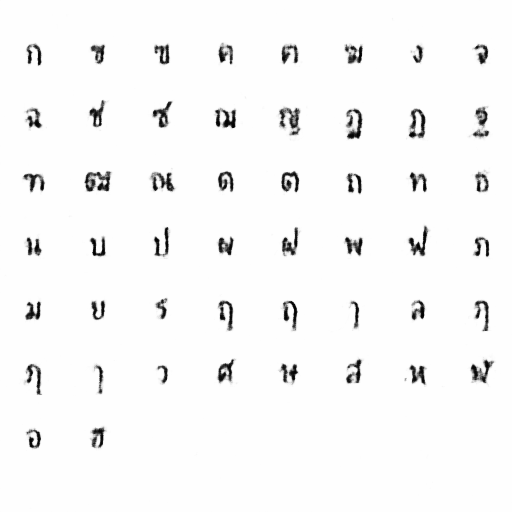 ก ข ฃ ค ฅ ฆ ง จ
ฉ ช ซ ฌ ญ ฎ ฏ ฐ
ฑ ฒ ณ ด ต ถ ท ธ
น บ ป ผ ฝ พ ฟ ภ
ม ย ร ฤ ฤ ๅ ล ฦ
ฦ ๅ ว ศ ษ ส ห ฬ
อ ฮ